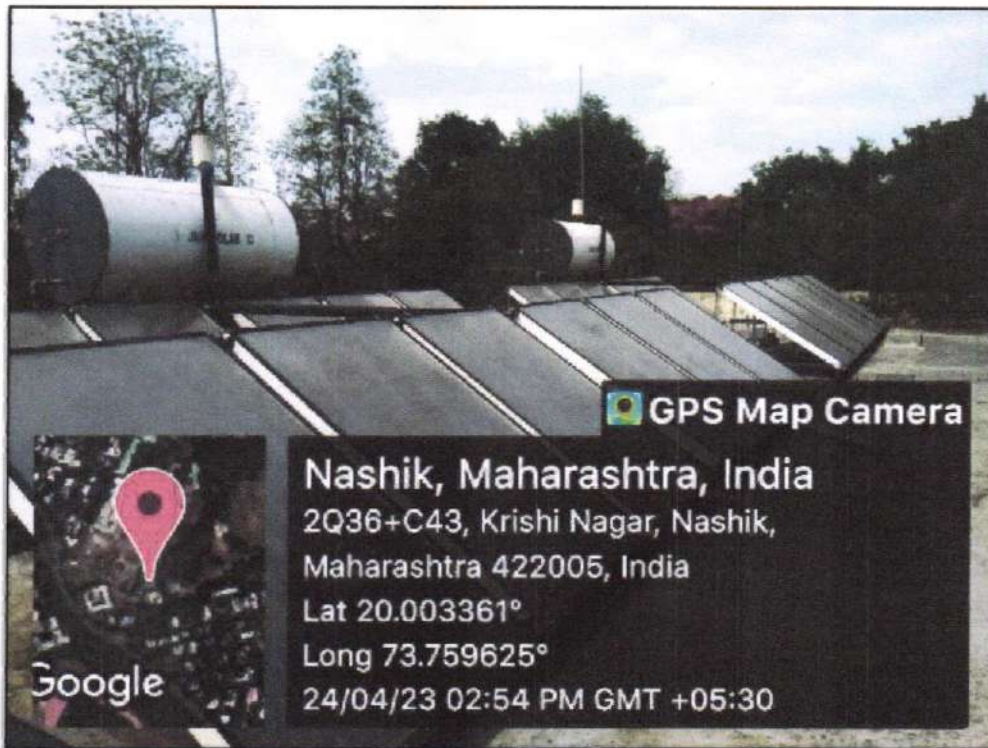 GPS Map Camera
Nashik, Maharashtra, India
2Q36+C43, Krishi Nagar, Nashik,
Maharashtra 422005, India
Lat 20.003361°
Long 73.759625°
24/04/23 02:54 PM GMT +05:30
Google